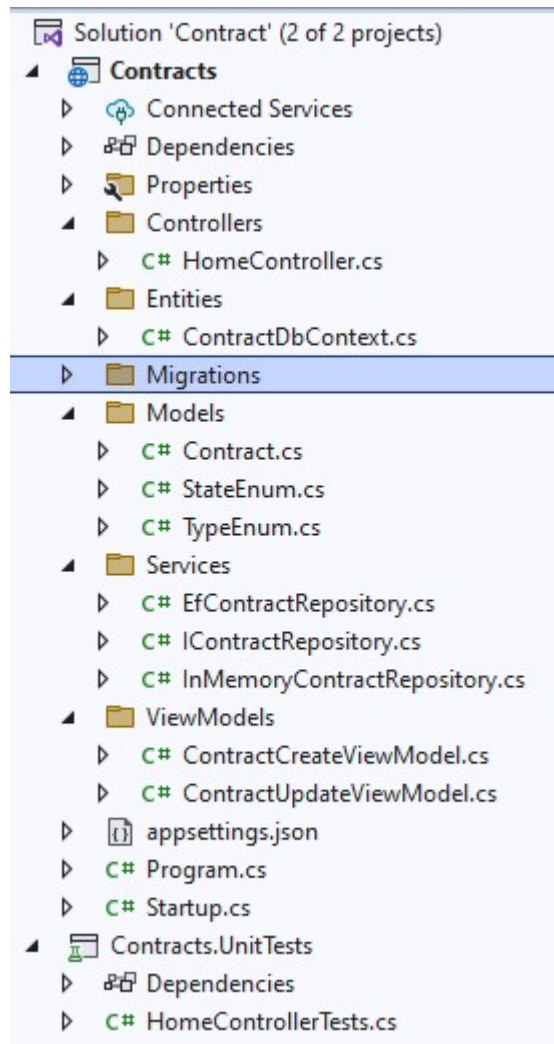 Solution 'Contract' (2 of 2 projects)
Contracts
Connected Services
Dependencies
Properties
Controllers
C# HomeController.cs
Entities
C# ContractDbContext.cs
Migrations
Models
C# Contract.cs
C# StateEnum.cs
C# TypeEnum.cs
Services
C# EfContractRepository.cs
C# IContractRepository.cs
C# InMemoryContractRepository.cs
ViewModels
C# ContractCreateViewModel.cs
C# ContractUpdateViewModel.cs
appsettings.json
C# Program.cs
C# Startup.cs
Contracts.UnitTests
Dependencies
C# HomeControllerTests.cs